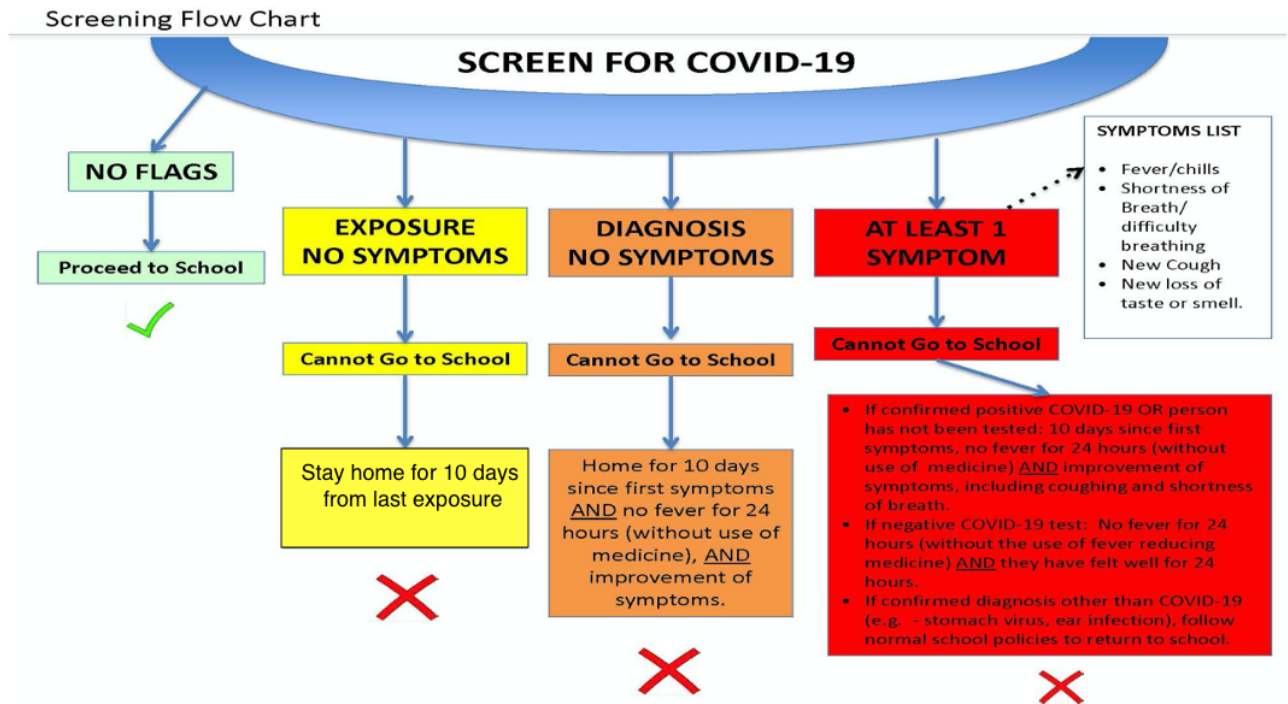 Screening Flow Chart
SCREEN FOR COVID-19
NO FLAGS
Proceed to School
EXPOSURE
NO SYMPTOMS
Cannot Go to School
Stay home for 10 days
from last exposure
DIAGNOSIS
NO SYMPTOMS
Cannot Go to School
Home for 10 days
since first symptoms
AND no fever for 24
hours (without use of
medicine), AND
improvement of
symptoms.
AT LEAST 1
SYMPTOM
Cannot Go to School
• If confirmed positive COVID-19 OR person
has not been tested: 10 days since first
symptoms, no fever for 24 hours (without
use of medicine) AND improvement of
symptoms, including coughing and shortness
of breath.
• If negative COVID-19 test: No fever for 24
hours (without the use of fever reducing
medicine) AND they have felt well for 24
hours.
• If confirmed diagnosis other than COVID-19
(e.g. - stomach virus, ear infection), follow
normal school policies to return to school.
SYMPTOMS LIST
• Fever/chills
• Shortness of
Breath/
difficulty
breathing
• New Cough
• New loss of
taste or smell.